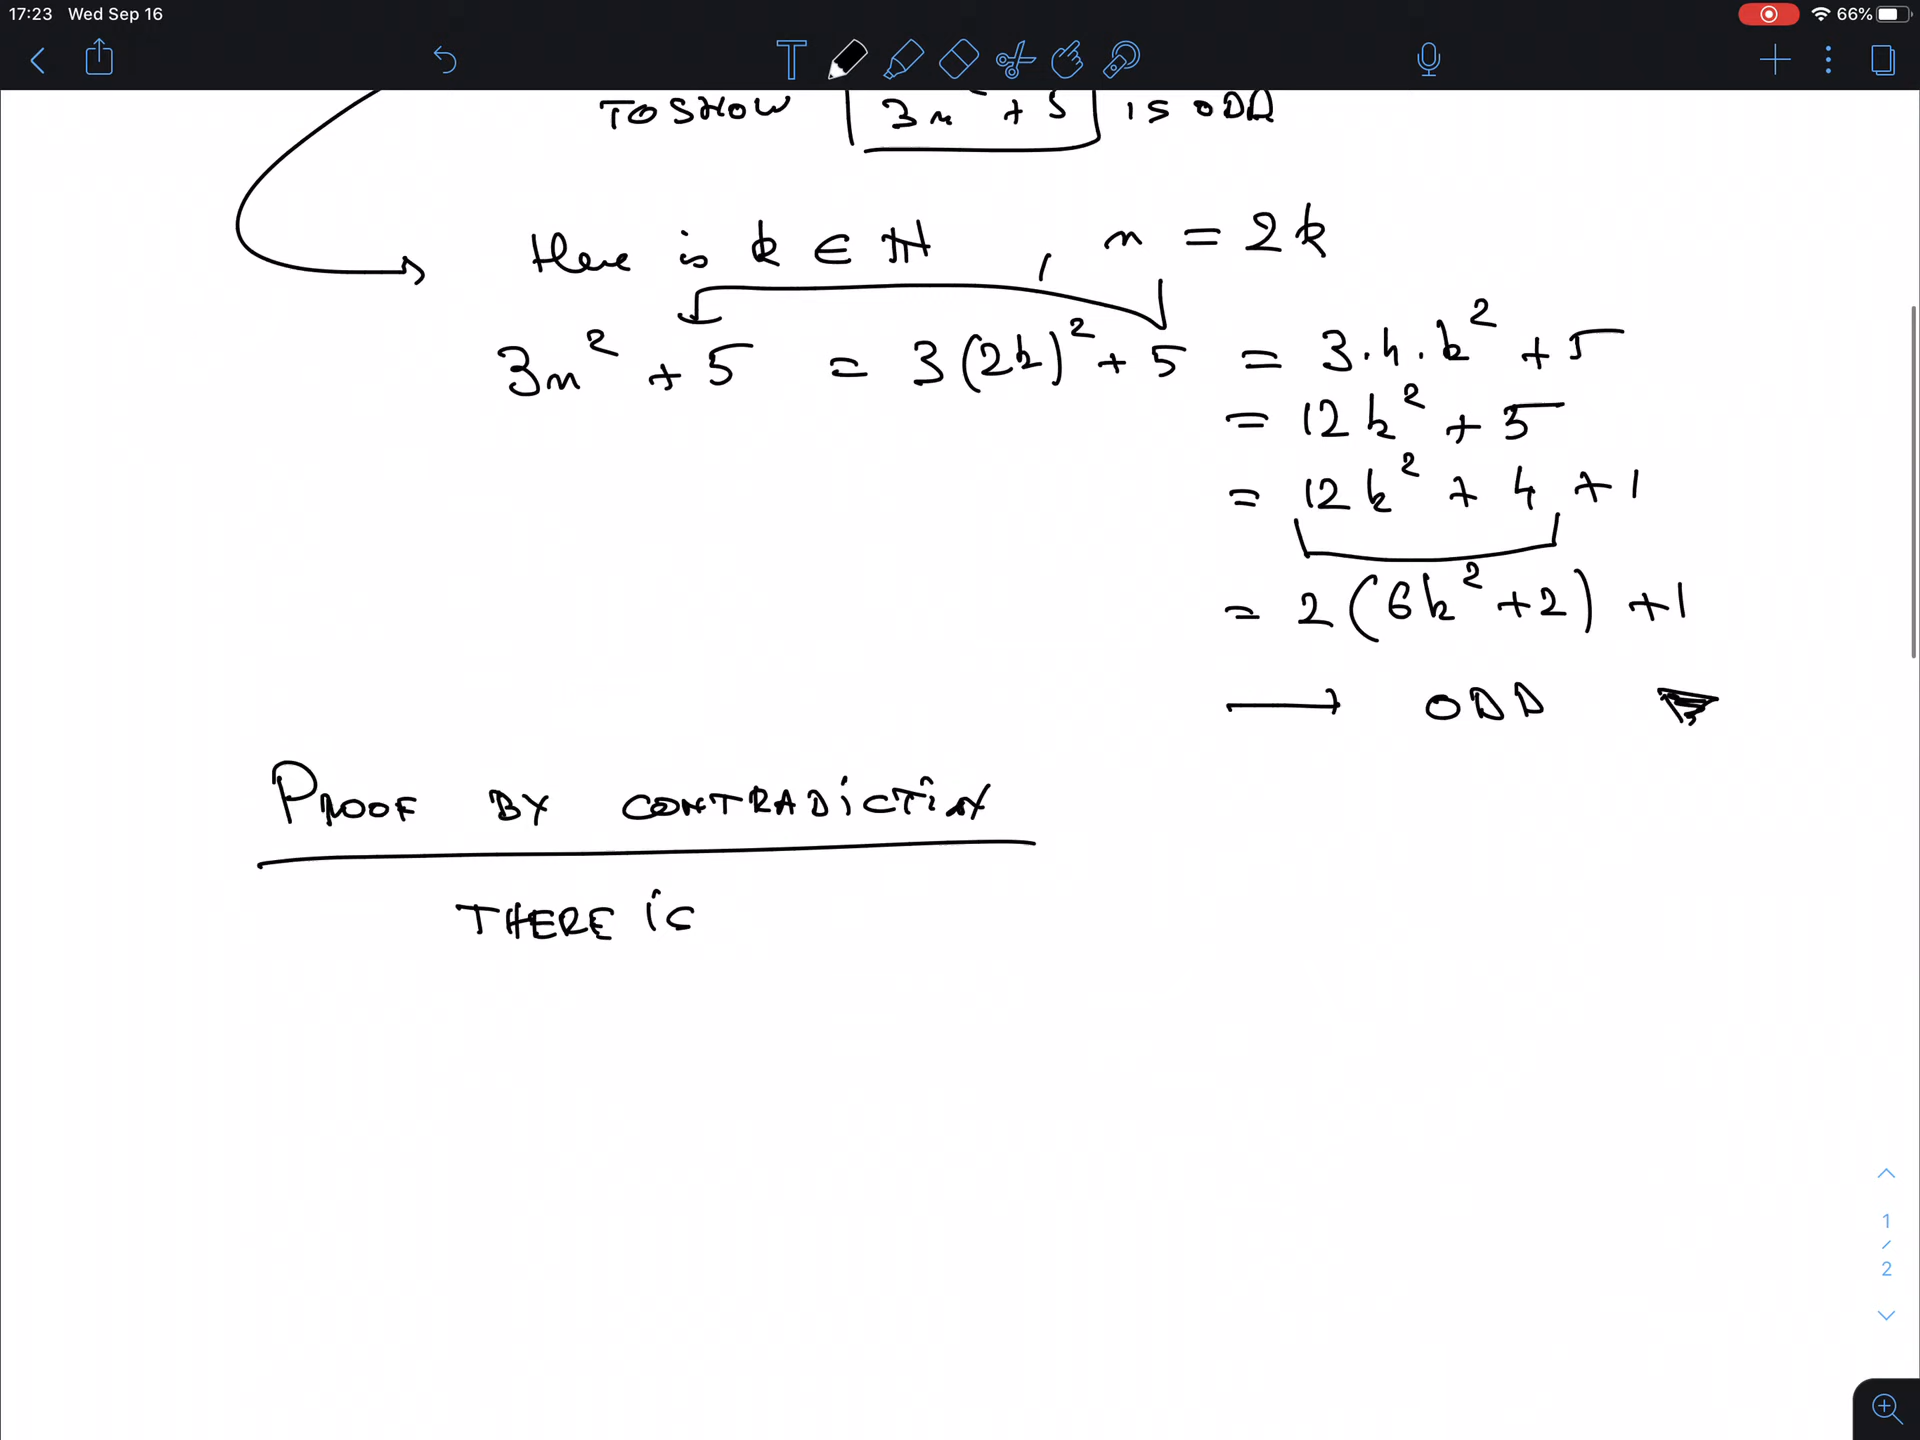 17:23 Wed Sep 16 66%
TO SHOW 3n² + 5 IS ODD
there is k ∈ ℕ , n = 2k
3n² + 5 = 3(2k)² + 5 = 3·4·k² + 5
= 12k² + 5
= 12k² + 4 + 1
= 2(6k² + 2) + 1
→ ODD
PROOF BY CONTRADICTION
THERE IS
1
/
2